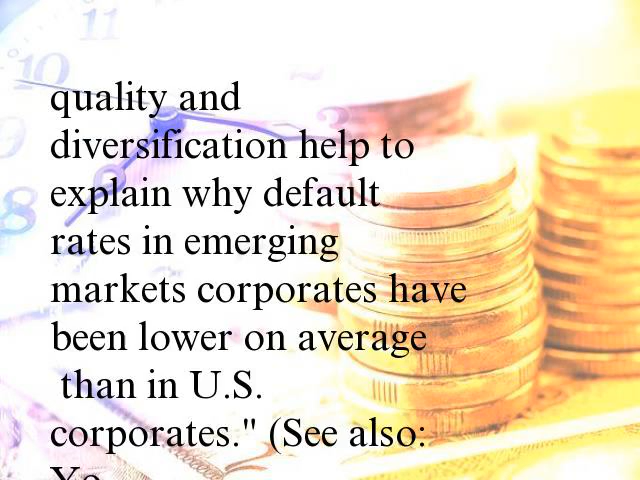 quality and
diversification help to
explain why default
rates in emerging
markets corporates have
been lower on average
than in U.S.
corporates." (See also: